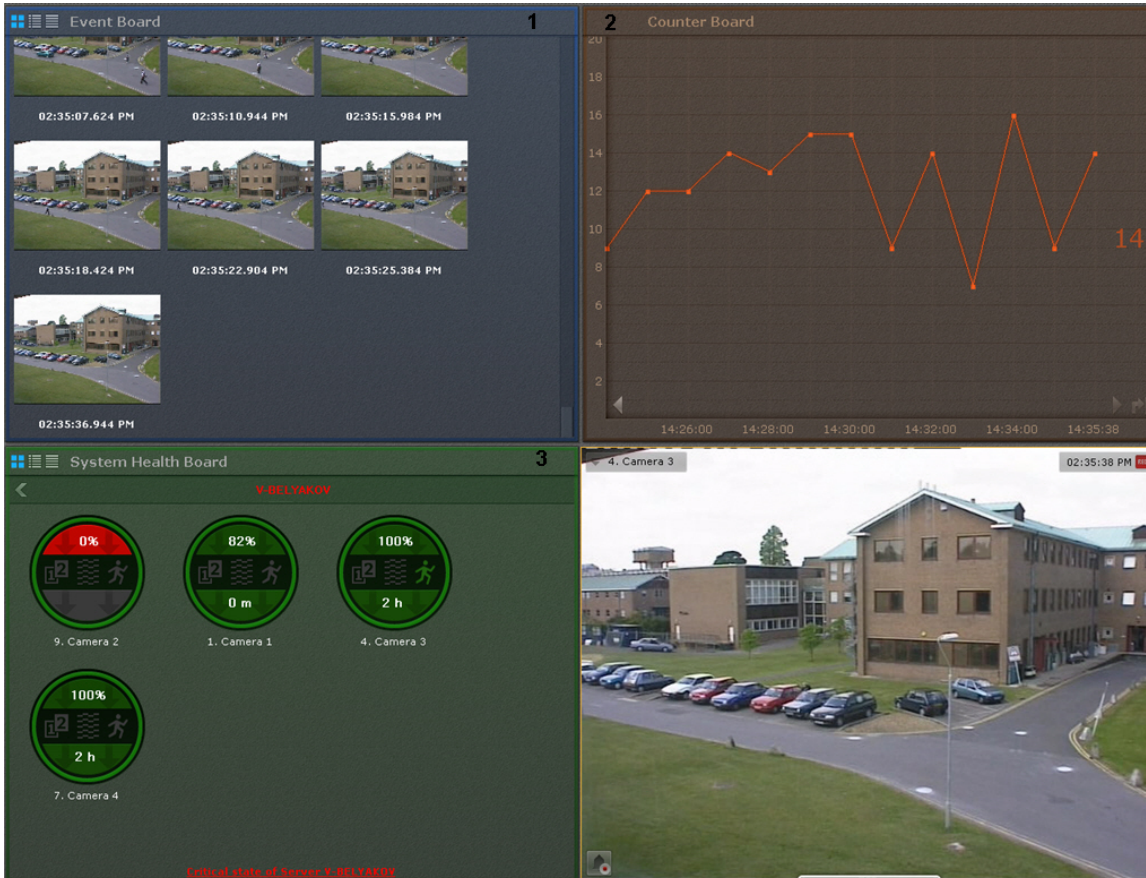 Event Board
1
02:35:07.624 PM
02:35:10.944 PM
02:35:15.984 PM
02:35:18.424 PM
02:35:22.904 PM
02:35:25.384 PM
02:35:36.944 PM
2
Counter Board
20
18
16
14
12
10
8
6
4
2
14
14:26:00
14:28:00
14:30:00
14:32:00
14:34:00
14:35:38
System Health Board
3
V-BELYAKOV
0%
9. Camera 2
82%
0 m
1. Camera 1
100%
2 h
4. Camera 3
100%
2 h
7. Camera 4
Critical state of Server V-BELYAKOV
4. Camera 3
02:35:38 PM